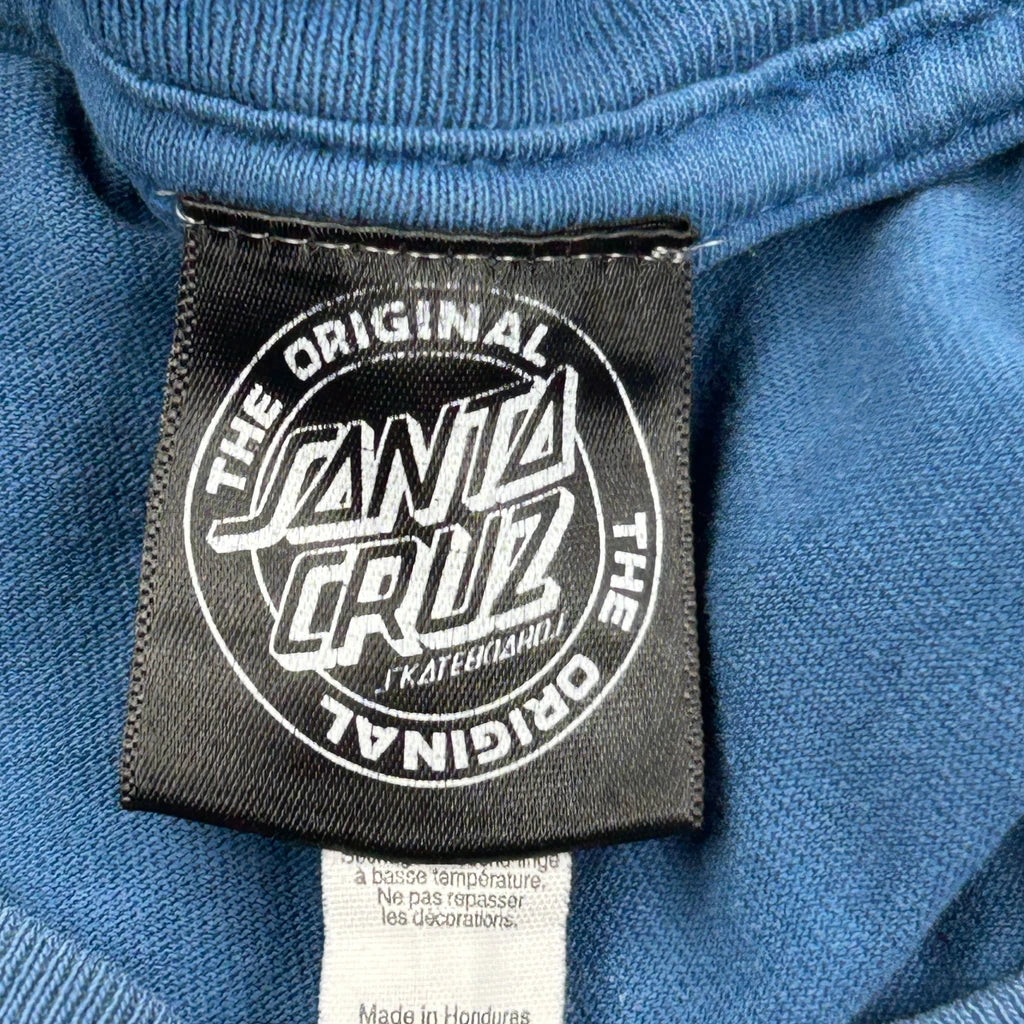 THE ORIGINAL
SANTA
CRUZ
SKATEBOARDS
THE ORIGINAL
à basse température.
Ne pas repasser
les décorations.
Made in Honduras